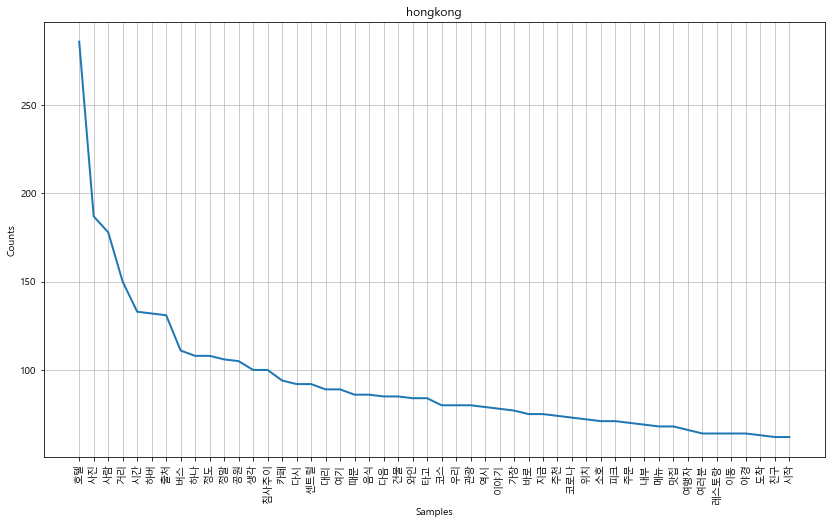 hongkong
Counts
250
200
150
100
호텔
사진
사람
거리
시간
하버
출처
버스
하나
정도
정말
공원
생각
침사추이
카페
다시
센트럴
대리
여기
때문
음식
다음
건물
와인
타고
코스
우리
관광
역시
이야기
가장
바로
지금
추천
코로나
위치
소호
피크
주문
내부
메뉴
맛집
여행자
여러분
레스토랑
이동
야경
도착
친구
시작
Samples